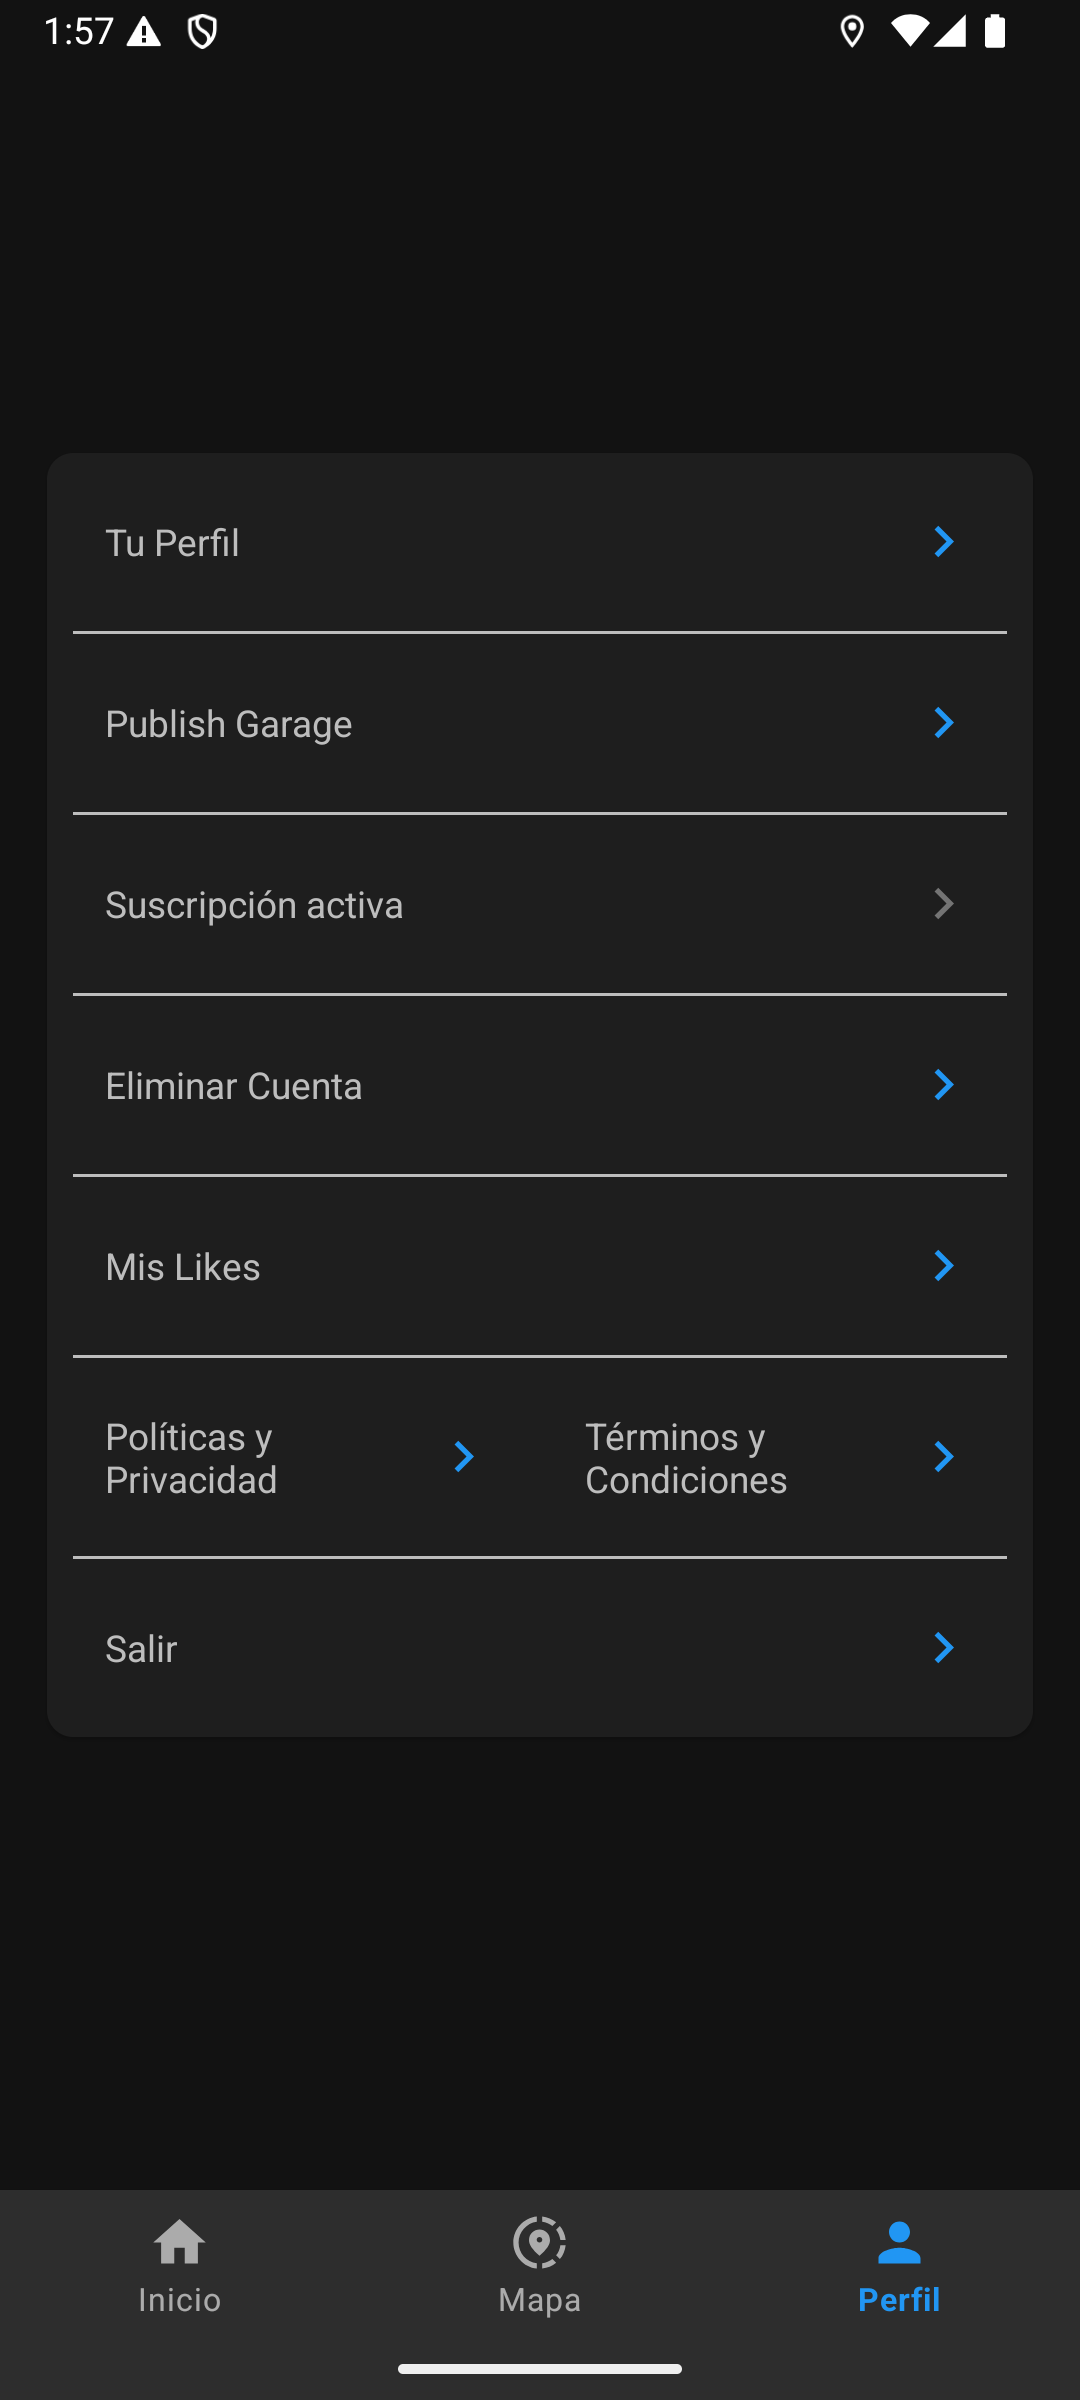 1:57
Tu Perfil
Publish Garage
Suscripción activa
Eliminar Cuenta
Mis Likes
Políticas y
Privacidad
Términos y
Condiciones
Salir
Inicio
Mapa
Perfil